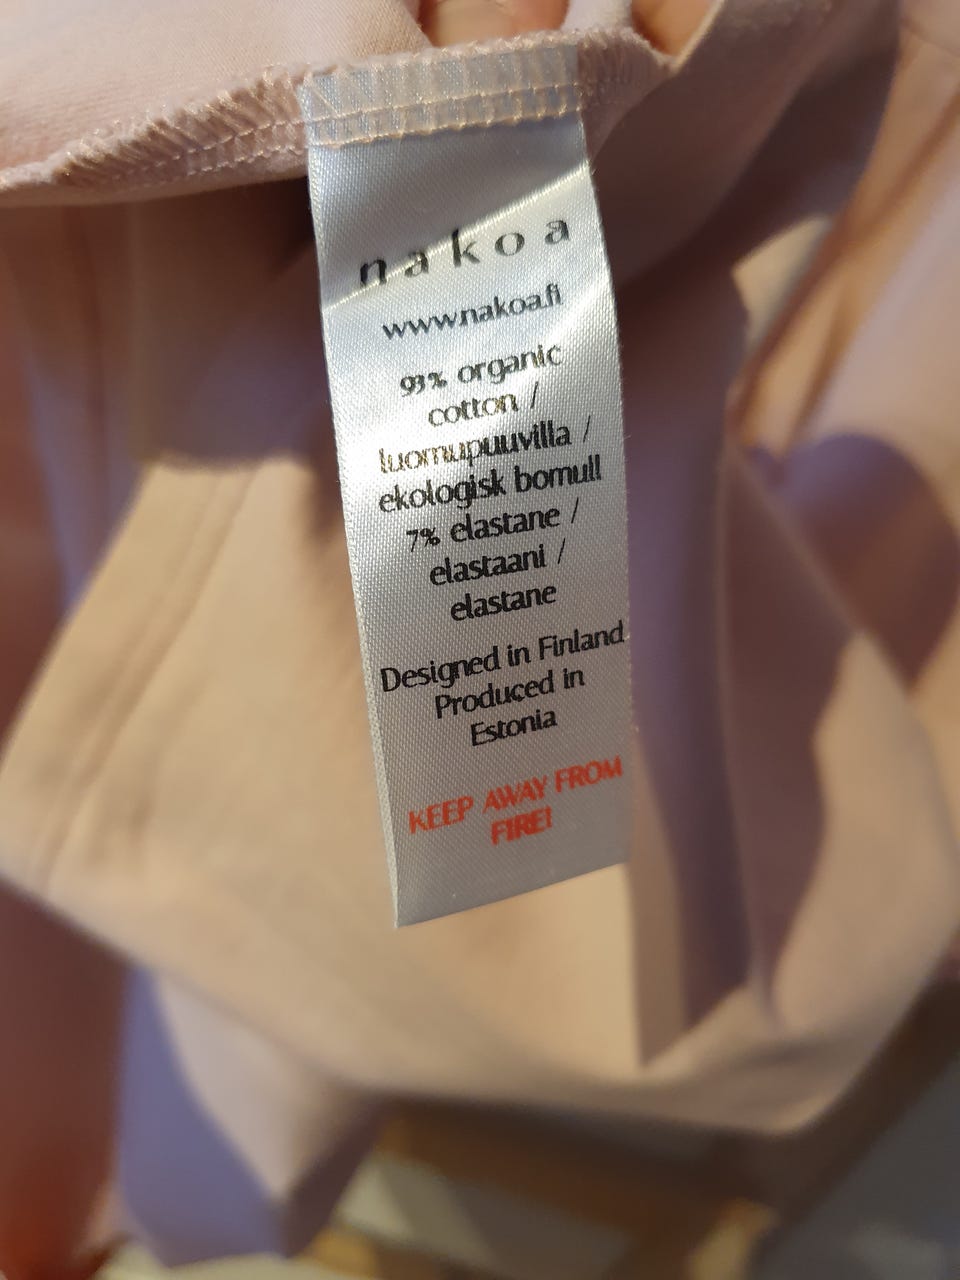 nakoa
www.nakoa.fi
93% organic
cotton /
luomupuuvilla /
ekologisk bomull
7% elastane /
elastaani /
elastane
Designed in Finland
Produced in
Estonia
KEEP AWAY FROM
FIRE!